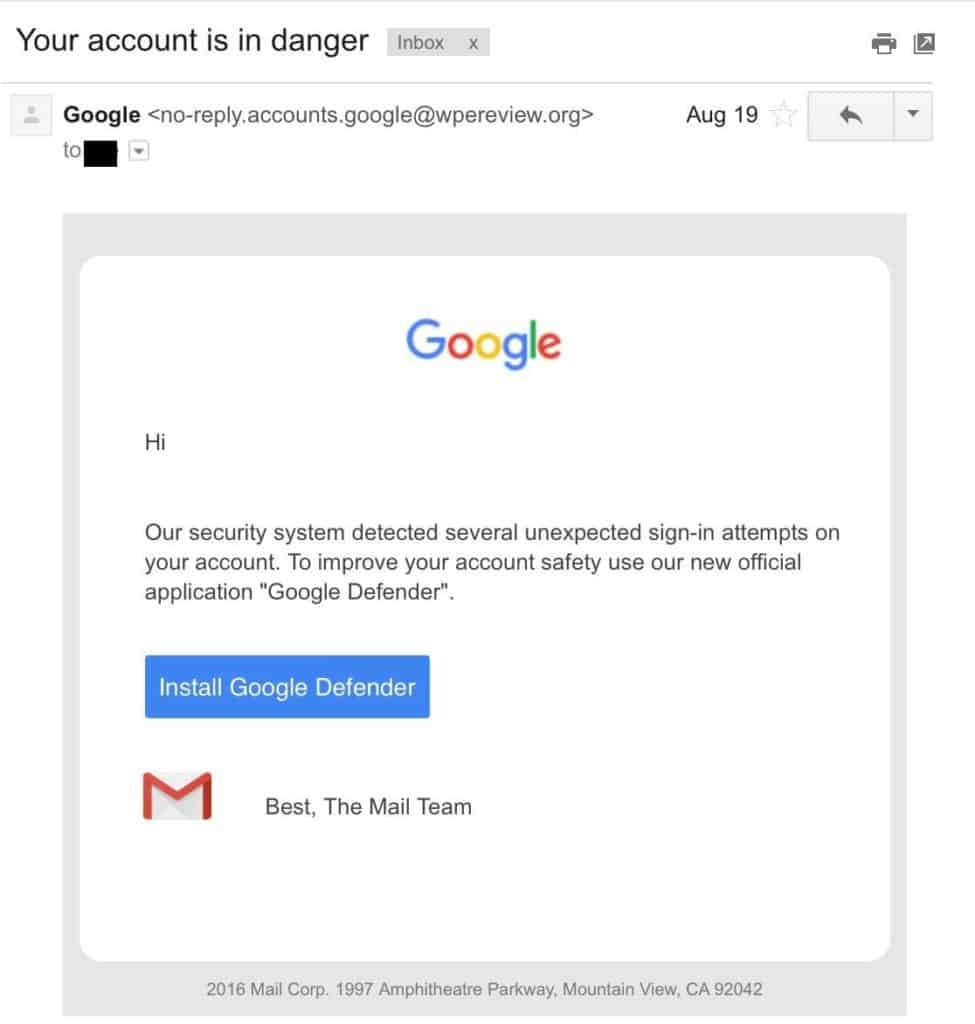 Your account is in danger Inbox x
Google <no-reply.accounts.google@wpereview.org> Aug 19
to
Google
Hi
Our security system detected several unexpected sign-in attempts on
your account. To improve your account safety use our new official
application "Google Defender".
Install Google Defender
Best, The Mail Team
2016 Mail Corp. 1997 Amphitheatre Parkway, Mountain View, CA 92042